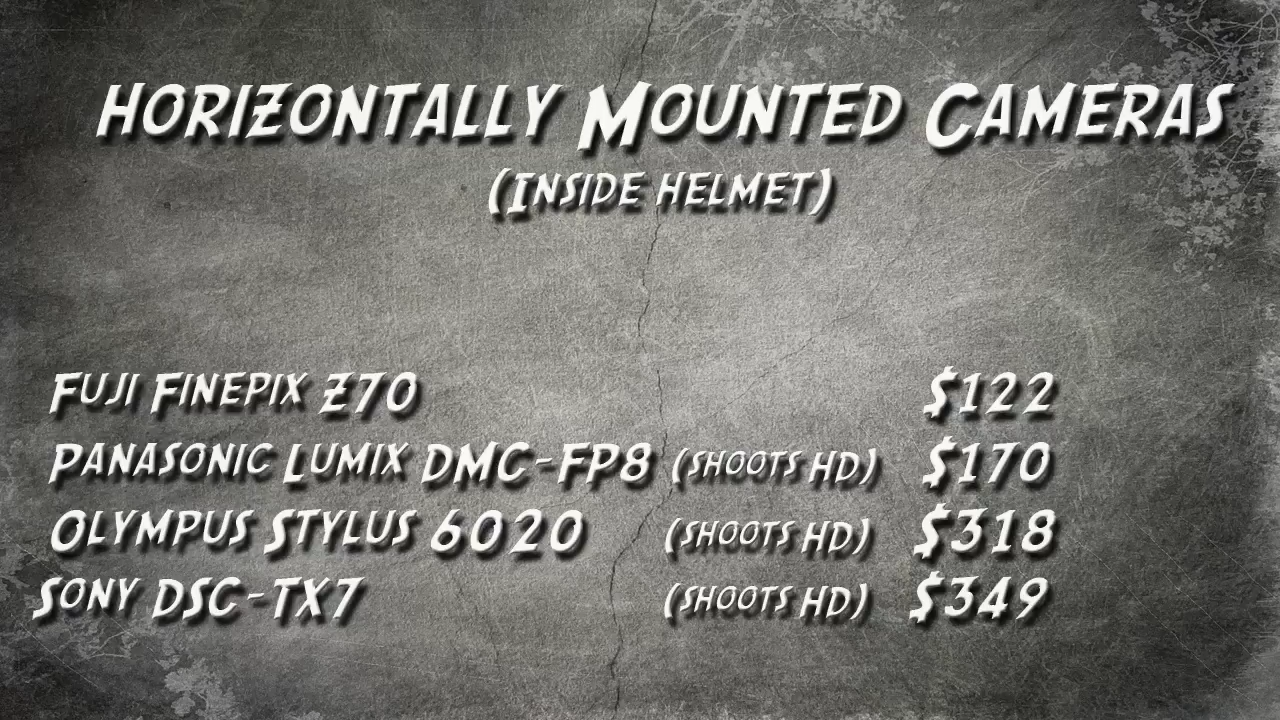 Horizontally Mounted Cameras
(Inside helmet)
Fuji Finepix Z70 $122
Panasonic Lumix DMC-FP8 (shoots HD) $170
Olympus Stylus 6020 (shoots HD) $318
Sony DSC-TX7 (shoots HD) $349